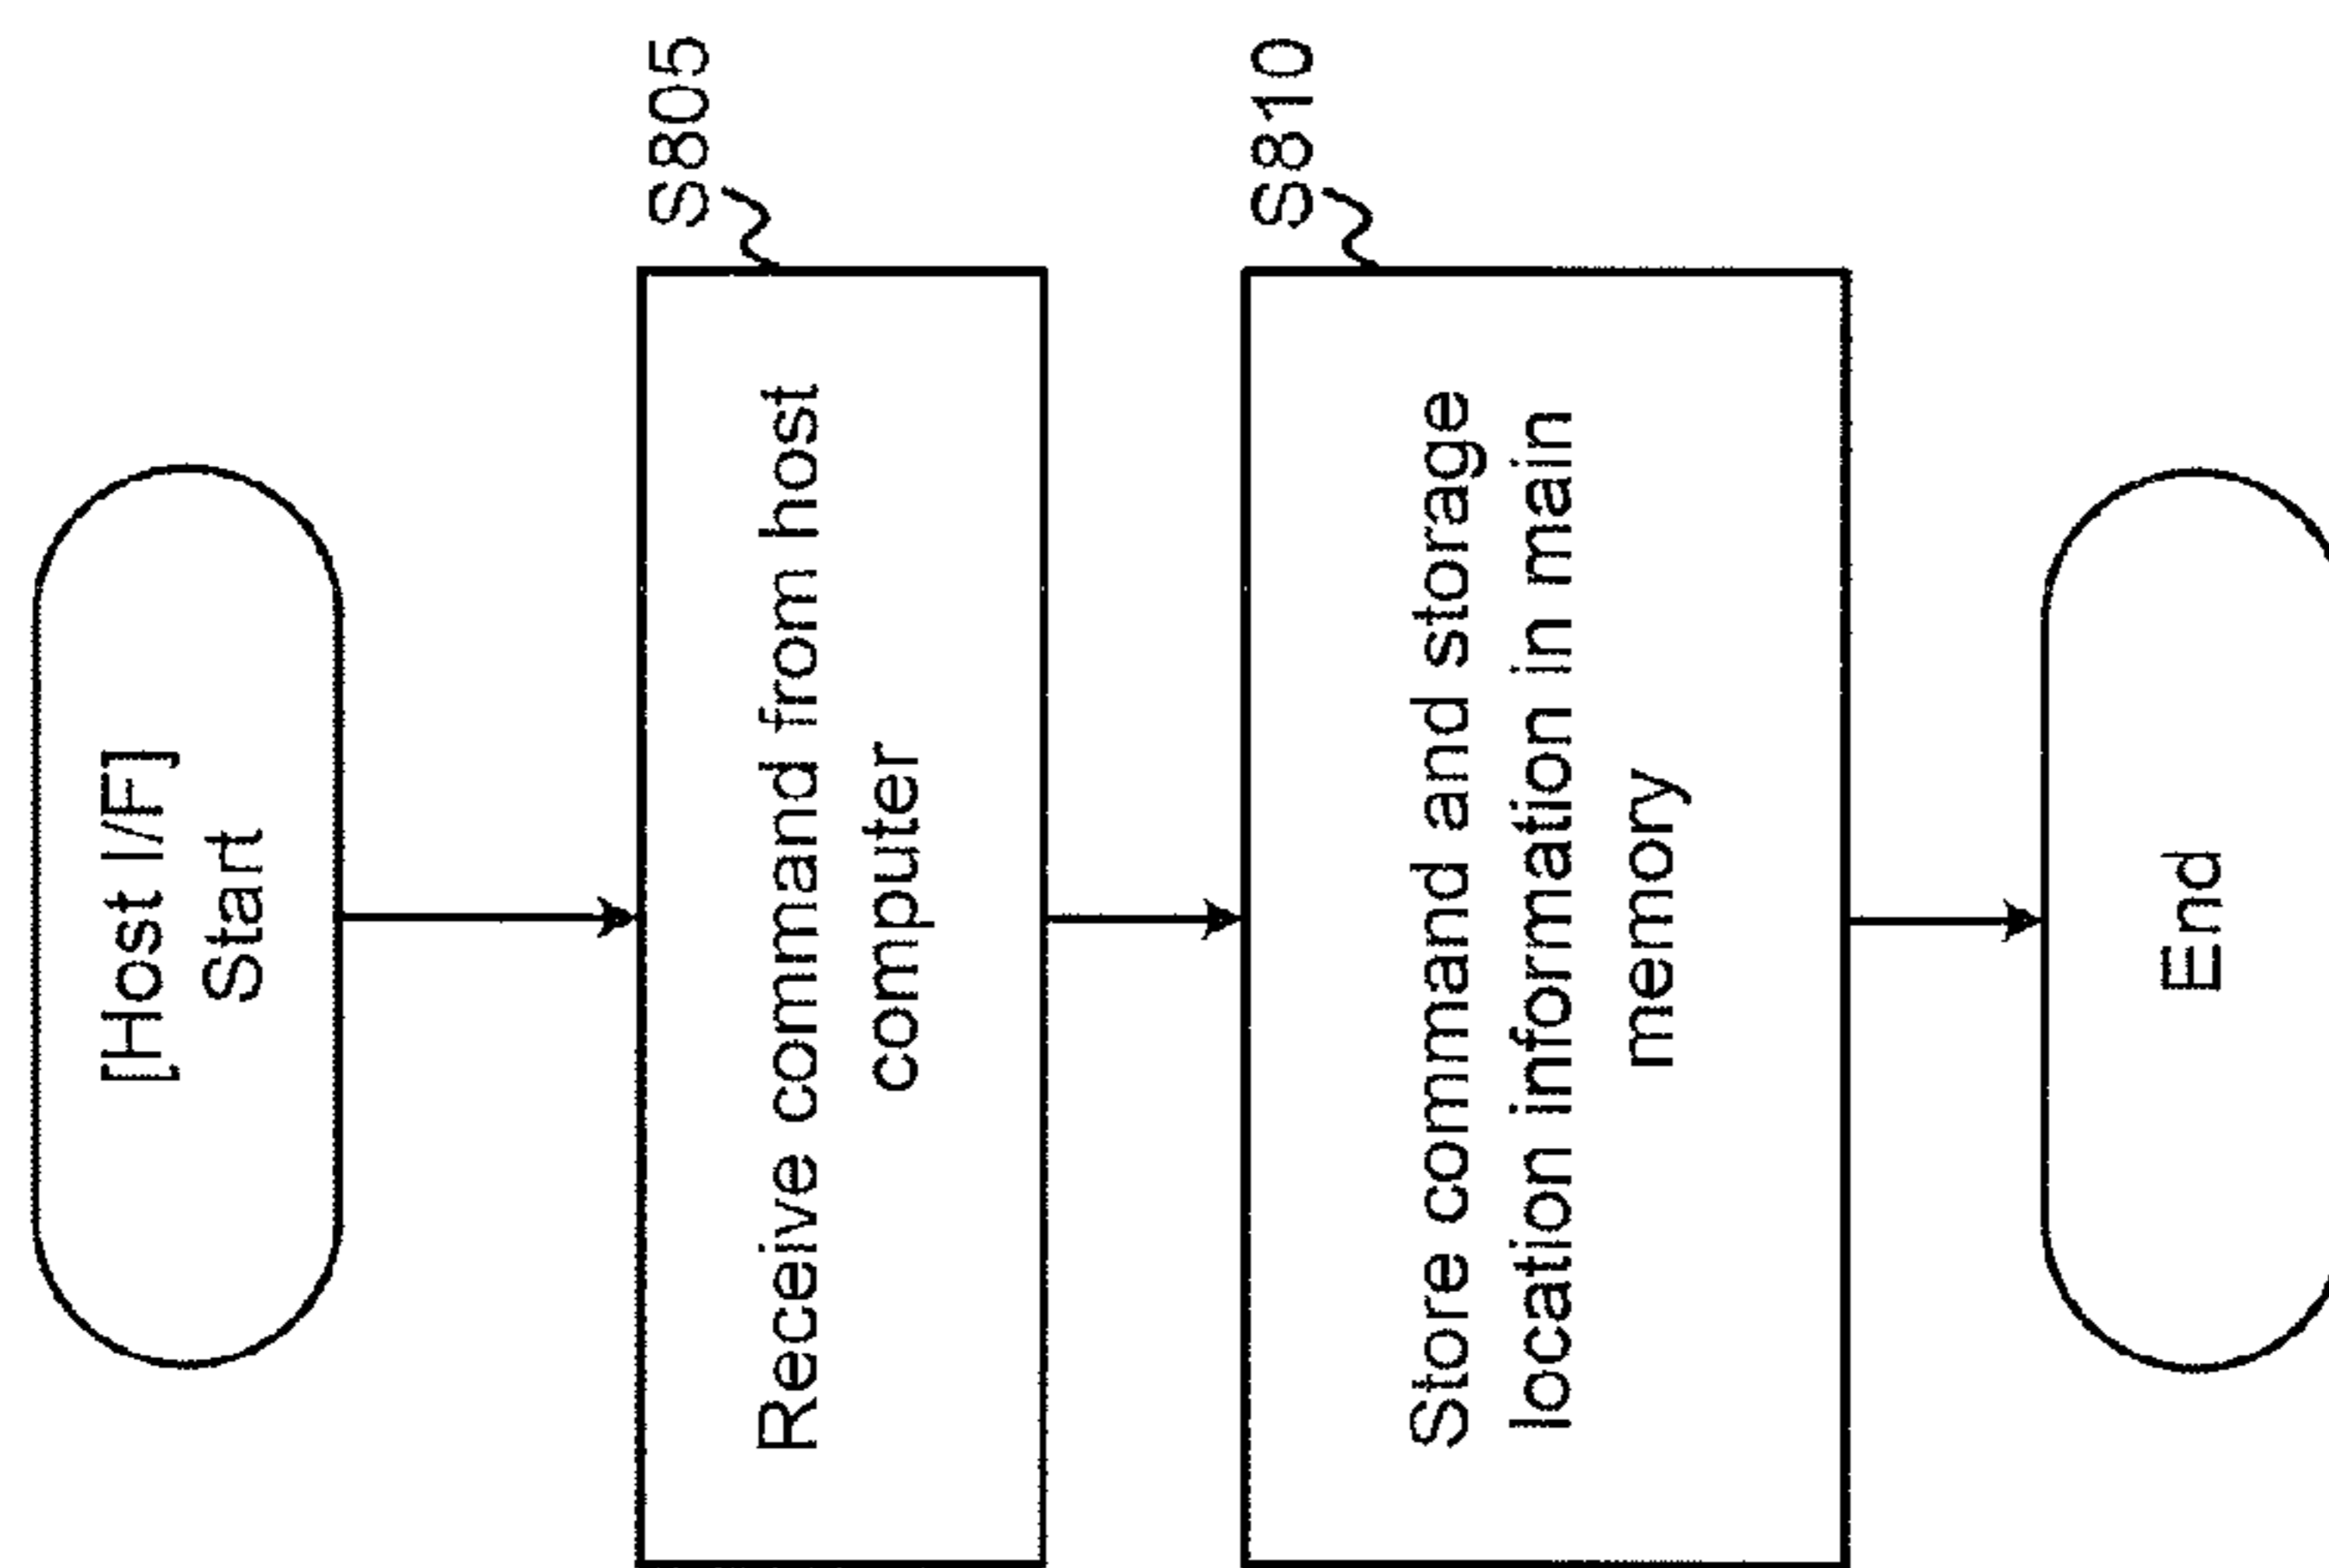 [Host I/F]
Start
S805
Receive command from host
computer
S810
Store command and storage
location information in main
memory
End